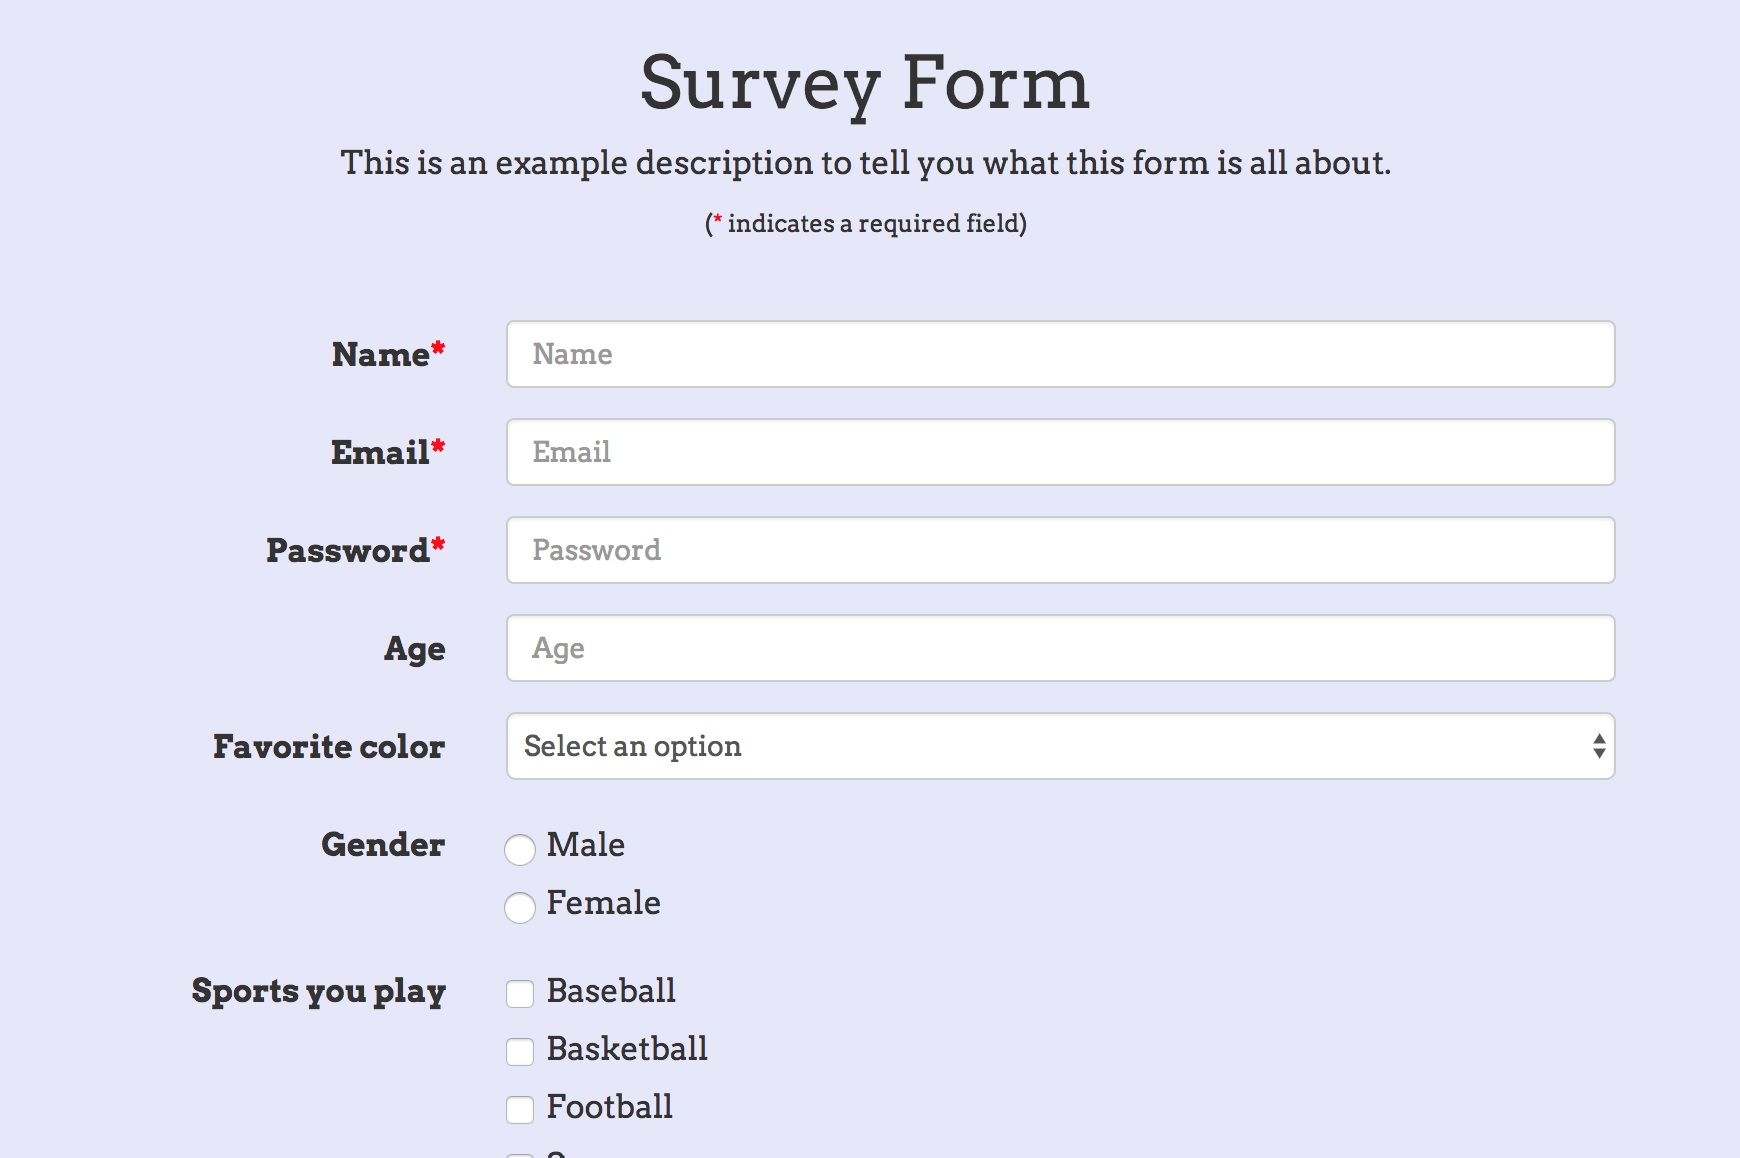 Survey Form
This is an example description to tell you what this form is all about.
(* indicates a required field)
Name* Name
Email* Email
Password* Password
Age Age
Favorite color Select an option
Gender Male
Female
Sports you play Baseball
Basketball
Football